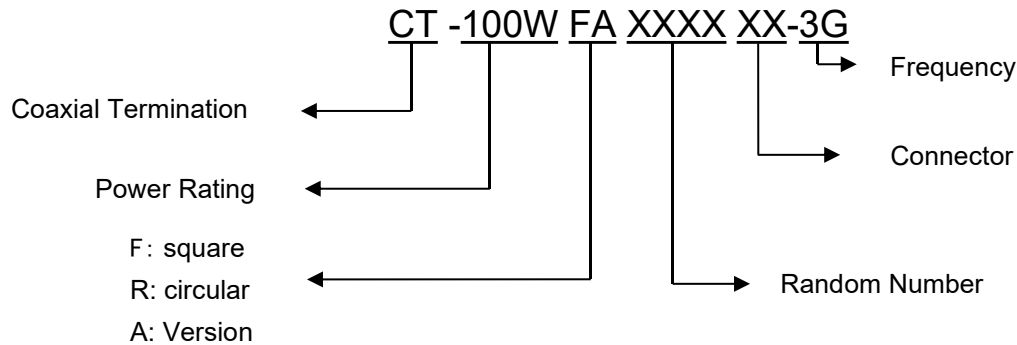 CT -100W FA XXXX XX-3G
Frequency
Coaxial Termination
Connector
Power Rating
F: square
R: circular
Random Number
A: Version